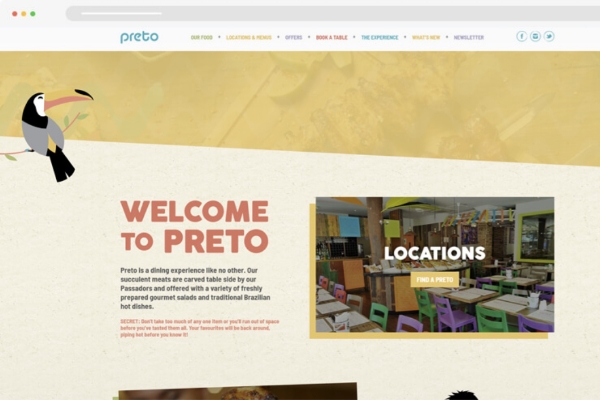 preto
OUR FOOD • LOCATIONS & MENUS • OFFERS • BOOK A TABLE • THE EXPERIENCE • WHAT'S NEW • NEWSLETTER
WELCOME
TO PRETO
Preto is a dining experience like no other. Our
succulent meats are carved table side by our
Passadors and offered with a variety of freshly
prepared gourmet salads and traditional Brazilian
hot dishes.
SECRET: Don't take too much of any one item or you'll run out of space
before you've tasted them all. Your favourites will be back around,
piping hot before you know it!
LOCATIONS
FIND A PRETO